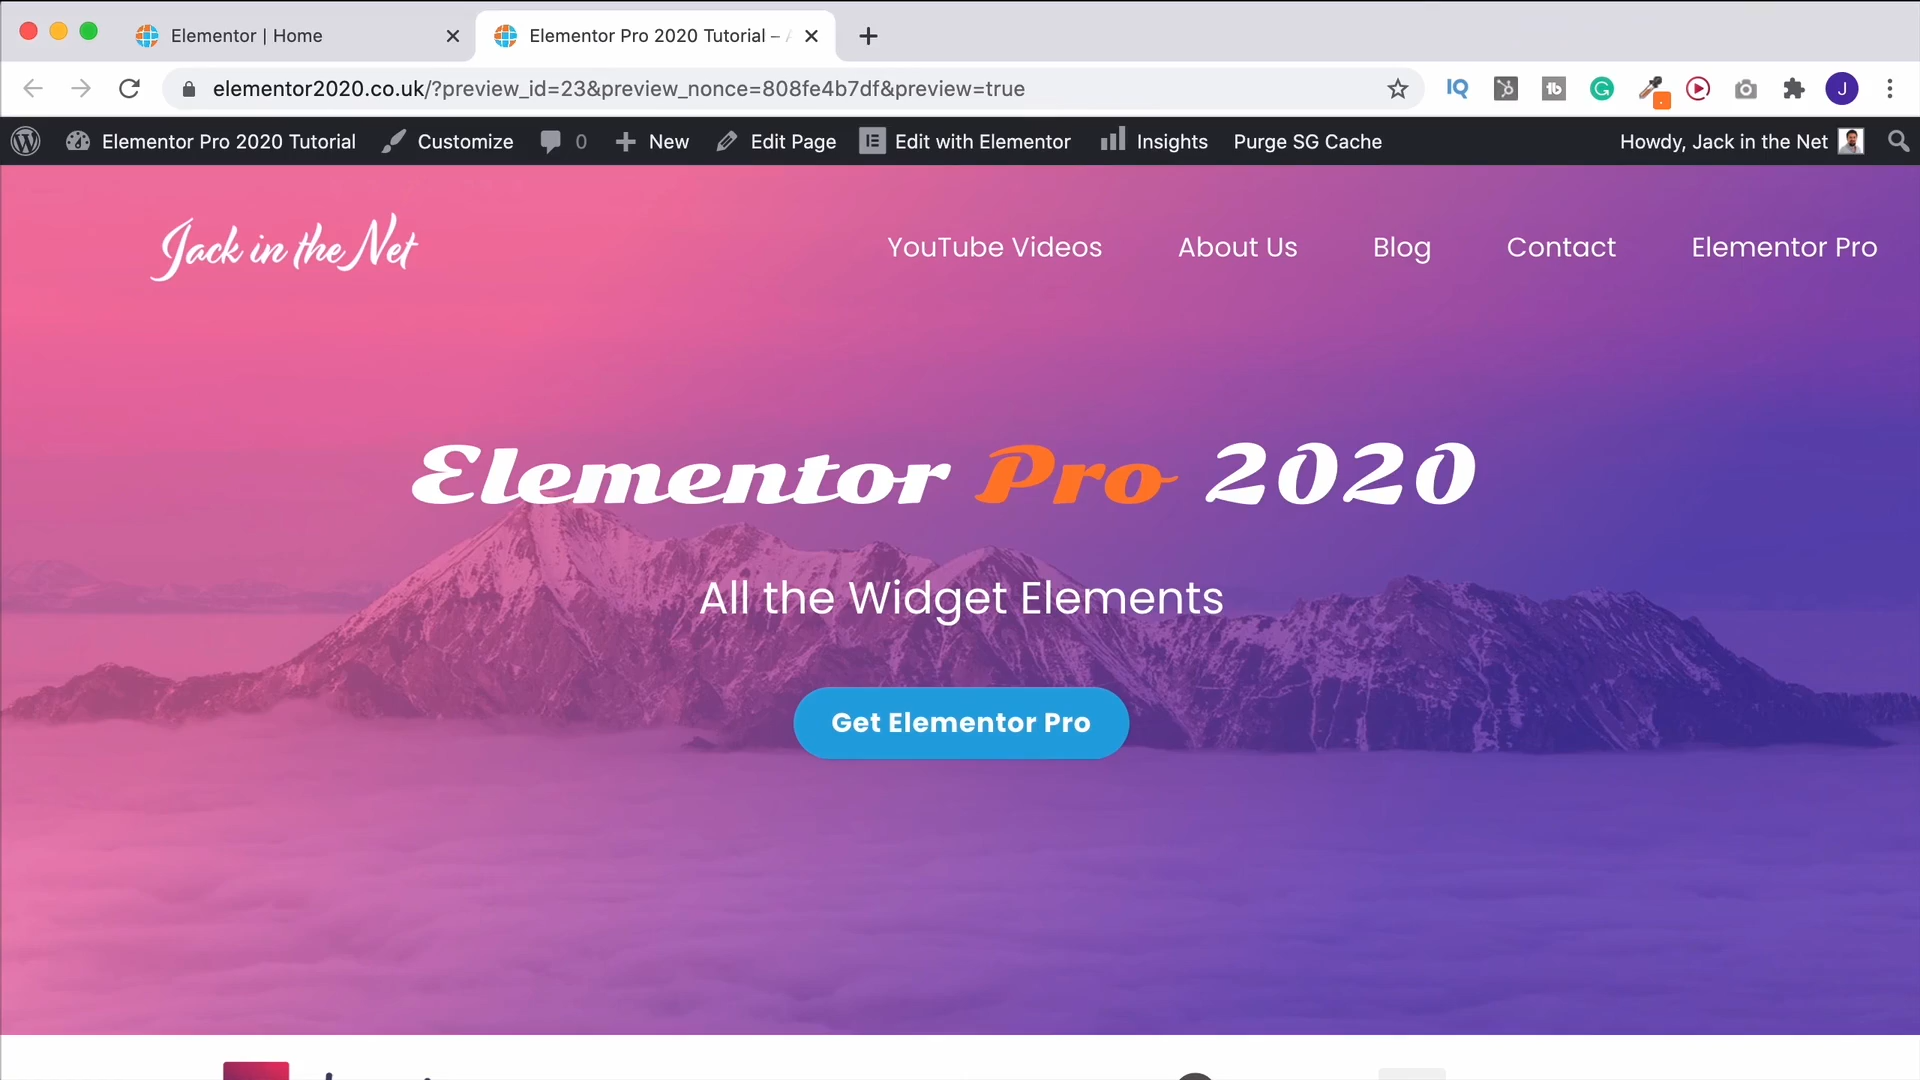 Elementor | Home
Elementor Pro 2020 Tutorial –
elementor2020.co.uk/?preview_id=23&preview_nonce=808fe4b7df&preview=true
IQ
tb
J
Elementor Pro 2020 Tutorial Customize 0 New Edit Page Edit with Elementor Insights Purge SG Cache Howdy, Jack in the Net
Jack in the Net
YouTube Videos About Us Blog Contact Elementor Pro
Elementor Pro 2020
All the Widget Elements
Get Elementor Pro